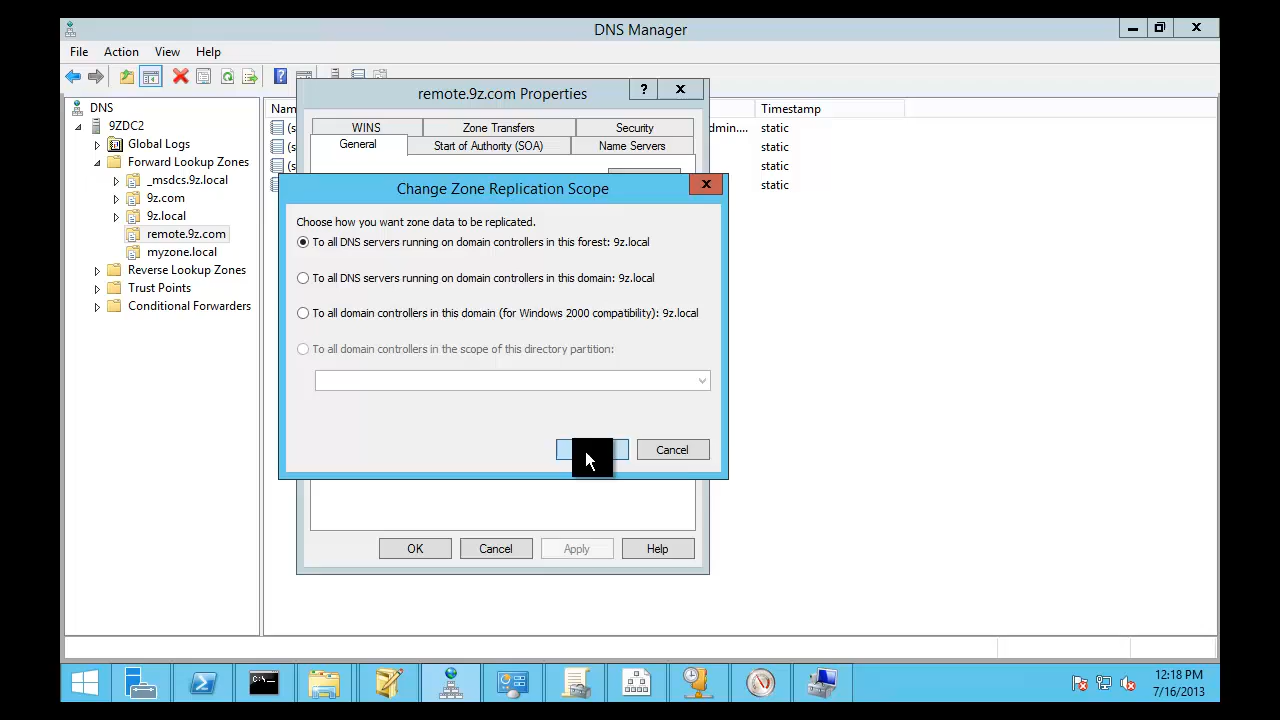 DNS Manager
File Action View Help
remote.9z.com Properties
DNS
9ZDC2
Global Logs
Forward Lookup Zones
_msdcs.9z.local
9z.com
9z.local
remote.9z.com
myzone.local
Reverse Lookup Zones
Trust Points
Conditional Forwarders
Timestamp
static
static
static
static
WINS Zone Transfers Security
General Start of Authority (SOA) Name Servers
Change Zone Replication Scope
Choose how you want zone data to be replicated.
To all DNS servers running on domain controllers in this forest: 9z.local
To all DNS servers running on domain controllers in this domain: 9z.local
To all domain controllers in this domain (for Windows 2000 compatibility): 9z.local
To all domain controllers in the scope of this directory partition:
Cancel
OK Cancel Apply Help
12:18 PM
7/16/2013